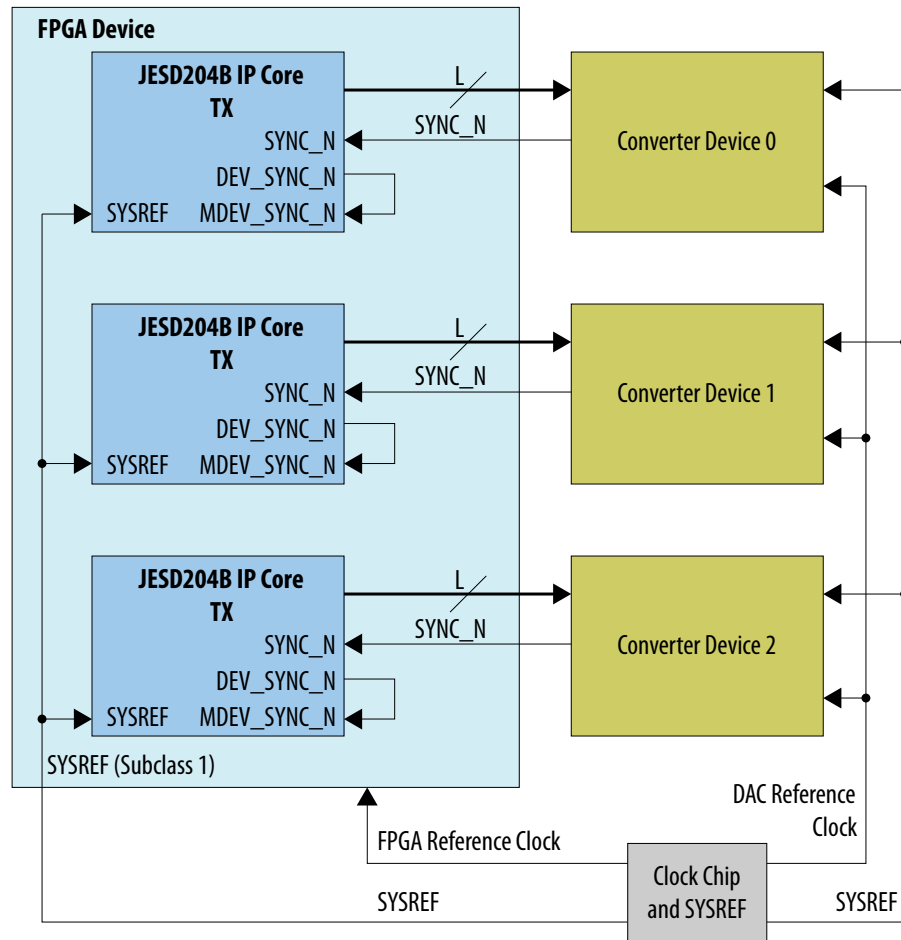 FPGA Device
JESD204B IP Core
TX
L
SYNC_N
SYNC_N
DEV_SYNC_N
SYSREF
MDEV_SYNC_N
Converter Device 0
JESD204B IP Core
TX
L
SYNC_N
SYNC_N
DEV_SYNC_N
SYSREF
MDEV_SYNC_N
Converter Device 1
JESD204B IP Core
TX
L
SYNC_N
SYNC_N
DEV_SYNC_N
SYSREF
MDEV_SYNC_N
Converter Device 2
SYSREF (Subclass 1)
DAC Reference
Clock
FPGA Reference Clock
Clock Chip
and SYSREF
SYSREF
SYSREF